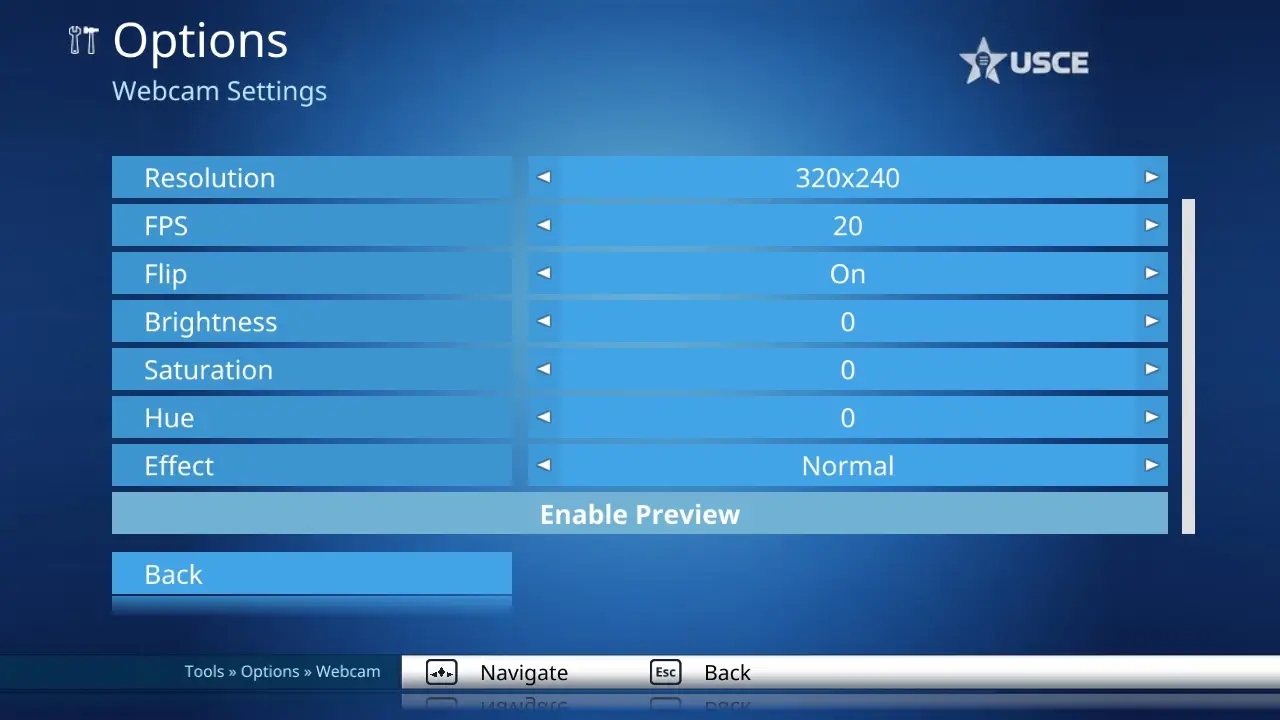 Options
Webcam Settings
USCE
Resolution 320x240
FPS 20
Flip On
Brightness 0
Saturation 0
Hue 0
Effect Normal
Enable Preview
Back
Tools » Options » Webcam Navigate Esc Back